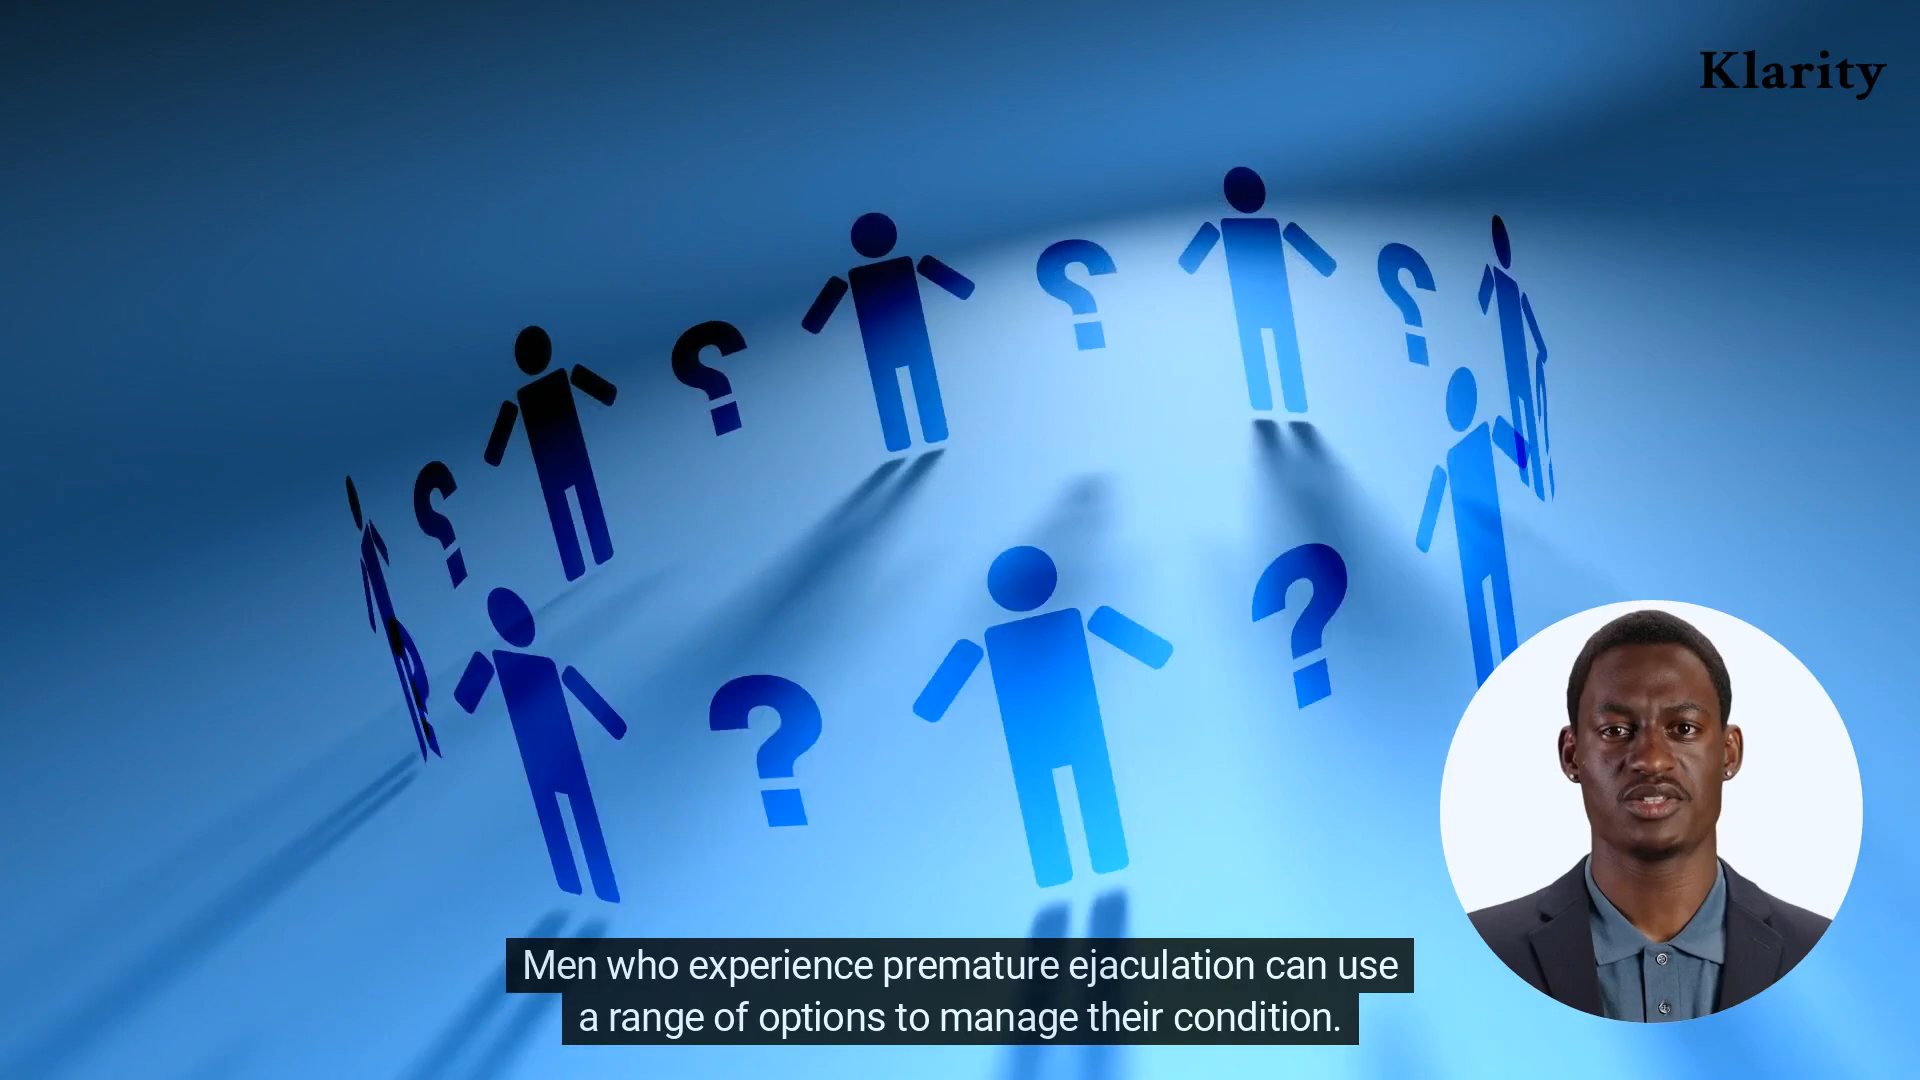 Klarity
?
?
?
?
?
?
Men who experience premature ejaculation can use
a range of options to manage their condition.